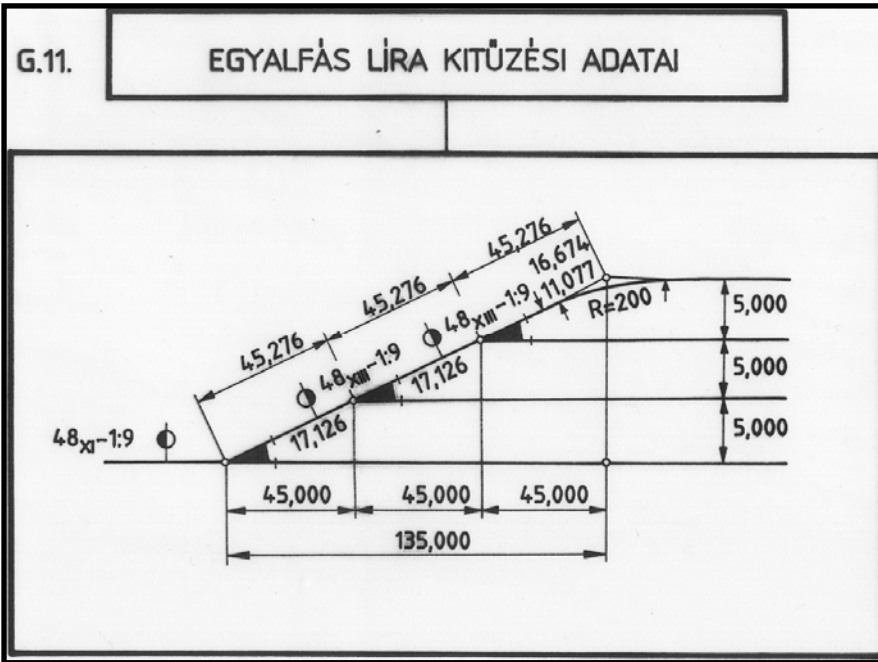 G.11.
EGYALFÁS LÍRA KITŰZÉSI ADATAI
45,276
16,674
45,276
48XIII-1:9
11,077
R=200
5,000
45,276
48XIII-1:9
17,126
5,000
48XI-1:9
17,126
5,000
45,000
45,000
45,000
135,000